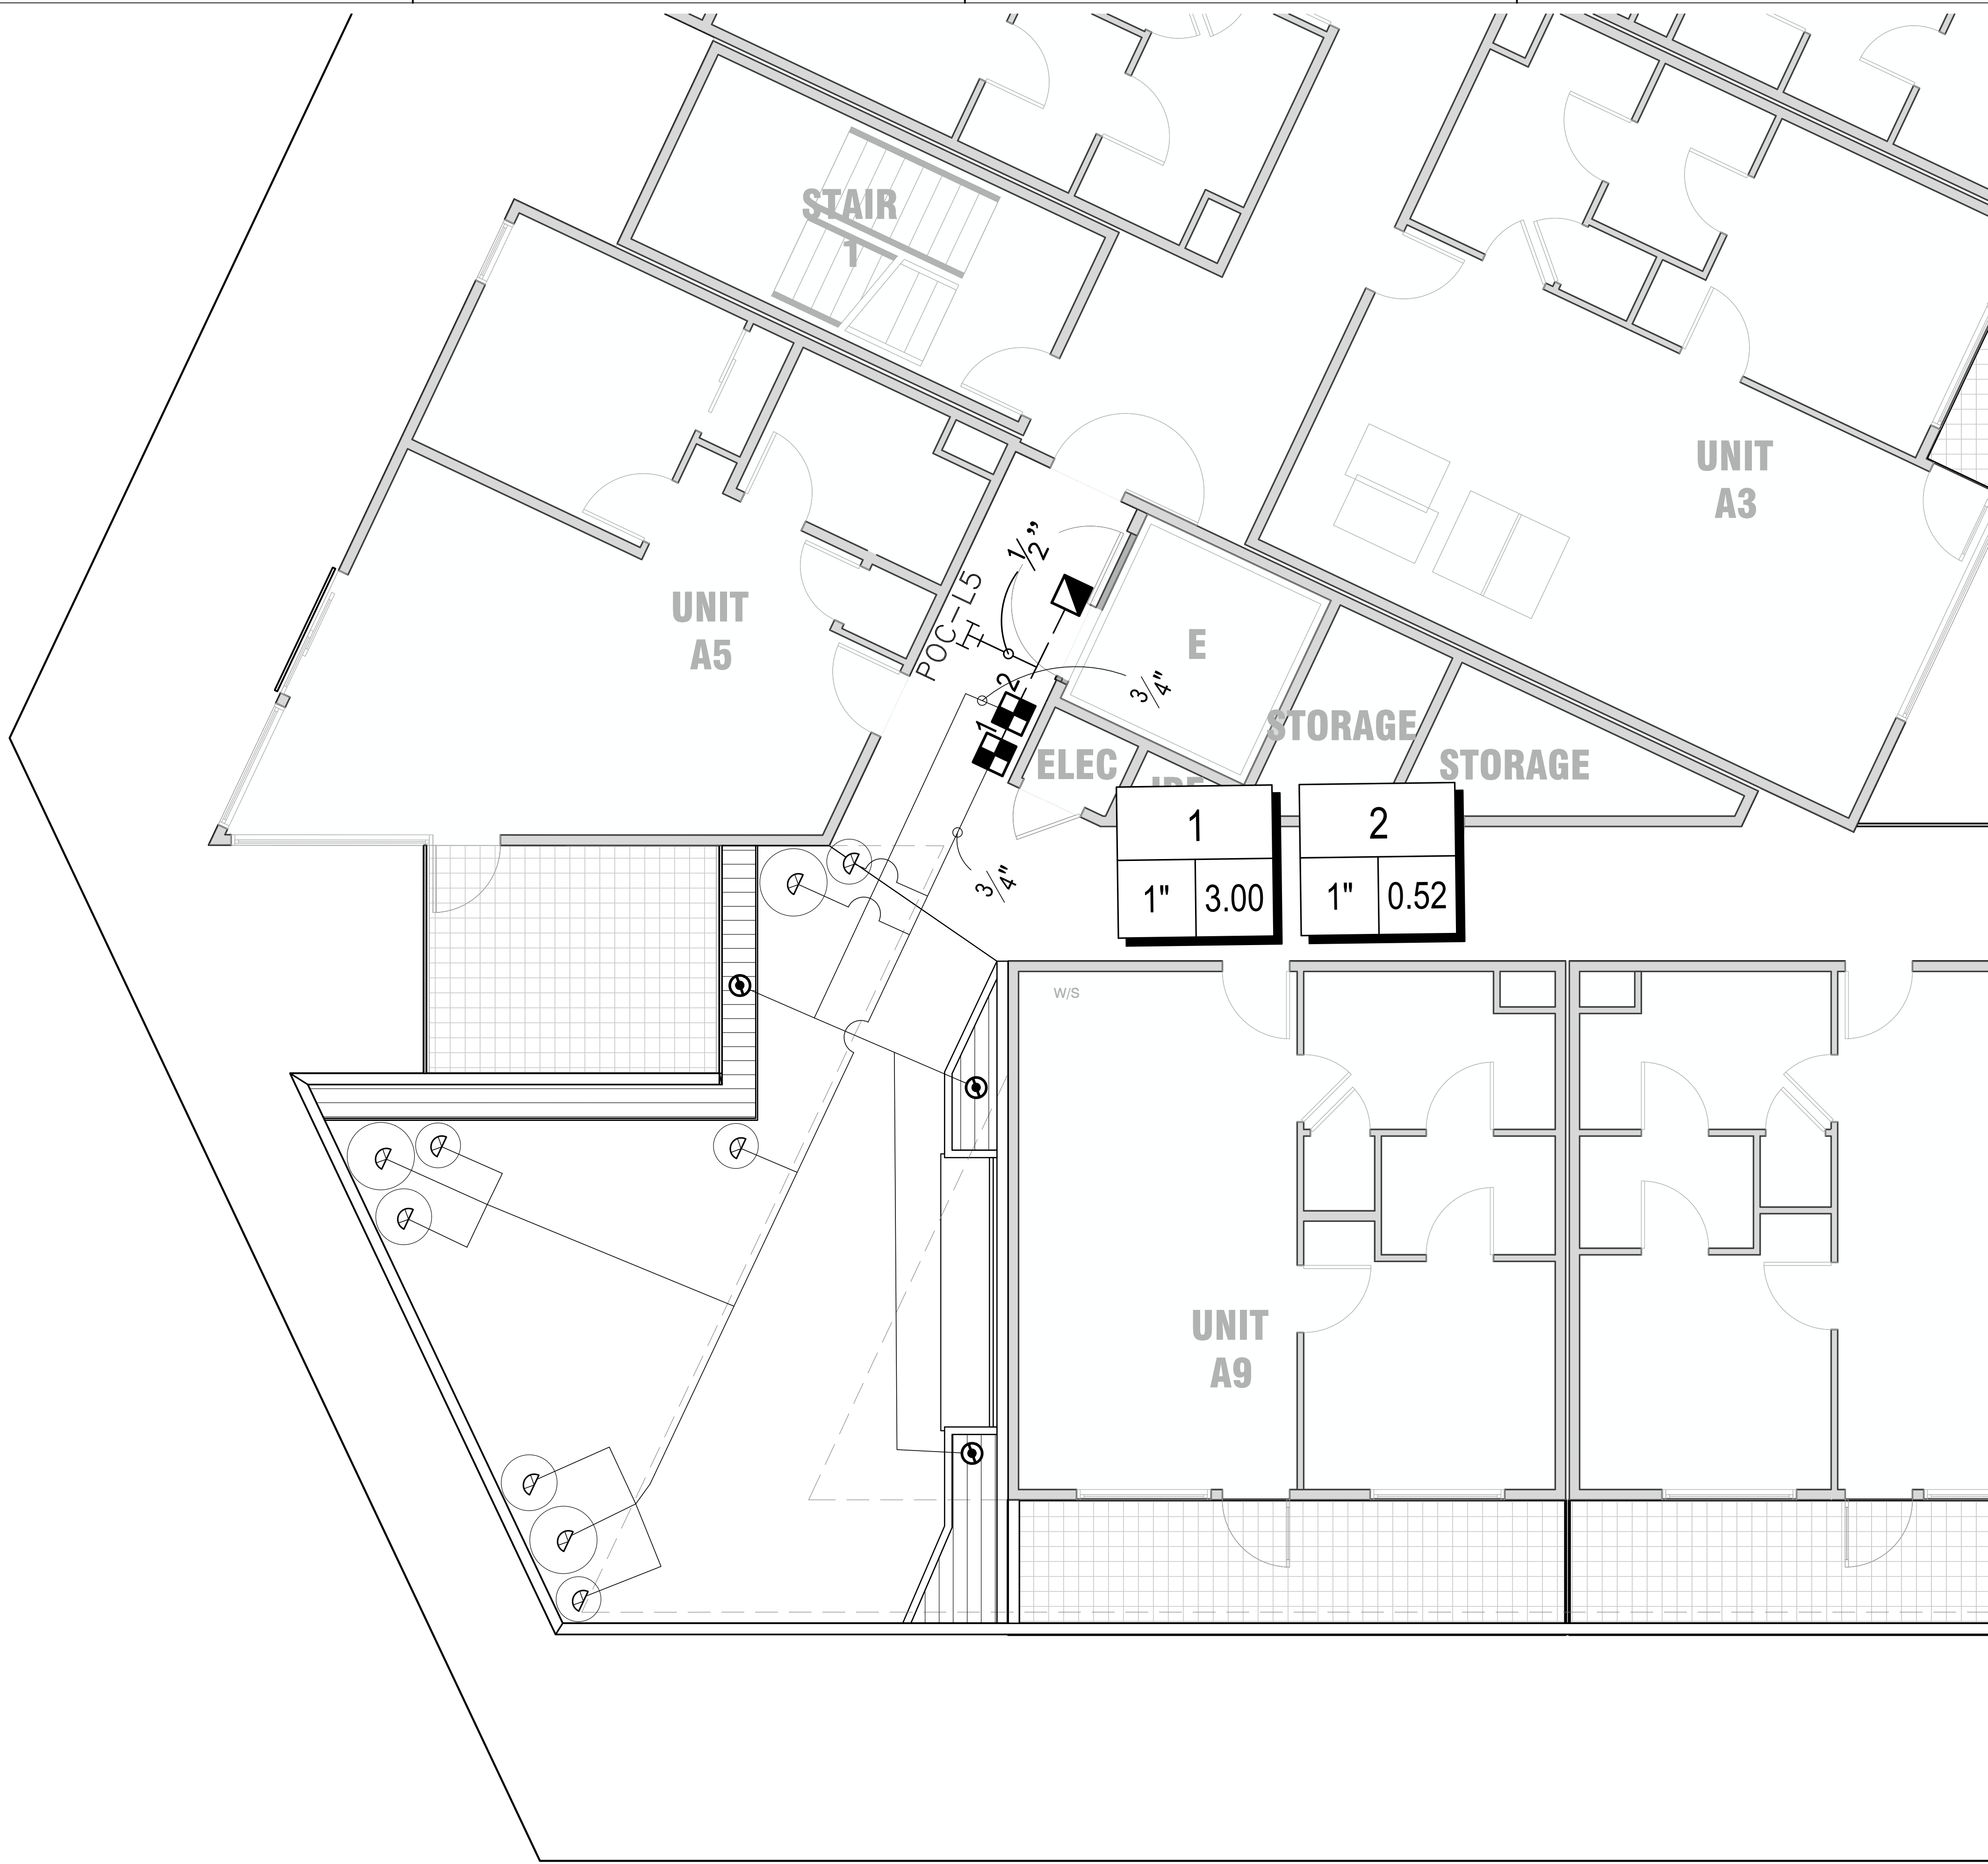 STAIR
1
UNIT
A3
1/2"
POC-L5
UNIT
A5
E
2
3/4"
1
STORAGE
STORAGE
ELEC
3/4"
1
1" 3.00
2
1" 0.52
W/S
UNIT
A9